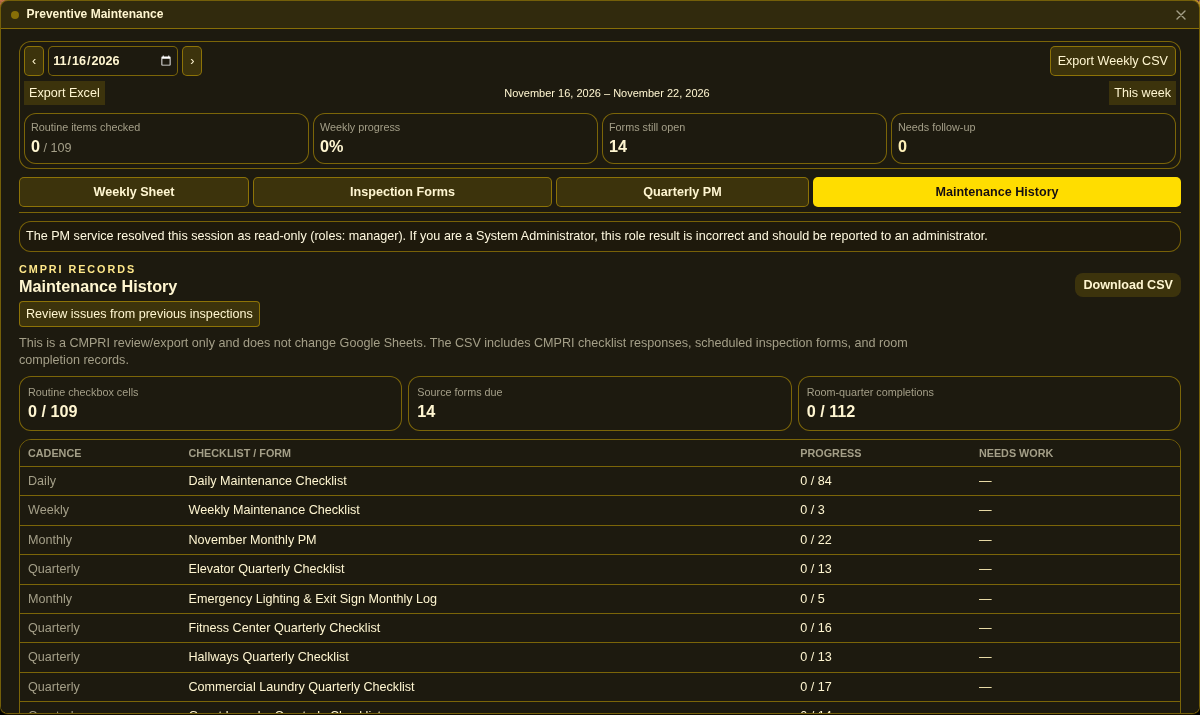 Preventive Maintenance
‹ 11/16/2026 › Export Weekly CSV
Export Excel November 16, 2026 – November 22, 2026 This week
Routine items checked Weekly progress Forms still open Needs follow-up
0 / 109 0% 14 0
Weekly Sheet Inspection Forms Quarterly PM Maintenance History
The PM service resolved this session as read-only (roles: manager). If you are a System Administrator, this role result is incorrect and should be reported to an administrator.
CMPRI RECORDS
Maintenance History Download CSV
Review issues from previous inspections
This is a CMPRI review/export only and does not change Google Sheets. The CSV includes CMPRI checklist responses, scheduled inspection forms, and room
completion records.
Routine checkbox cells Source forms due Room-quarter completions
0 / 109 14 0 / 112
CADENCE CHECKLIST / FORM PROGRESS NEEDS WORK
Daily Daily Maintenance Checklist 0 / 84 —
Weekly Weekly Maintenance Checklist 0 / 3 —
Monthly November Monthly PM 0 / 22 —
Quarterly Elevator Quarterly Checklist 0 / 13 —
Monthly Emergency Lighting & Exit Sign Monthly Log 0 / 5 —
Quarterly Fitness Center Quarterly Checklist 0 / 16 —
Quarterly Hallways Quarterly Checklist 0 / 13 —
Quarterly Commercial Laundry Quarterly Checklist 0 / 17 —